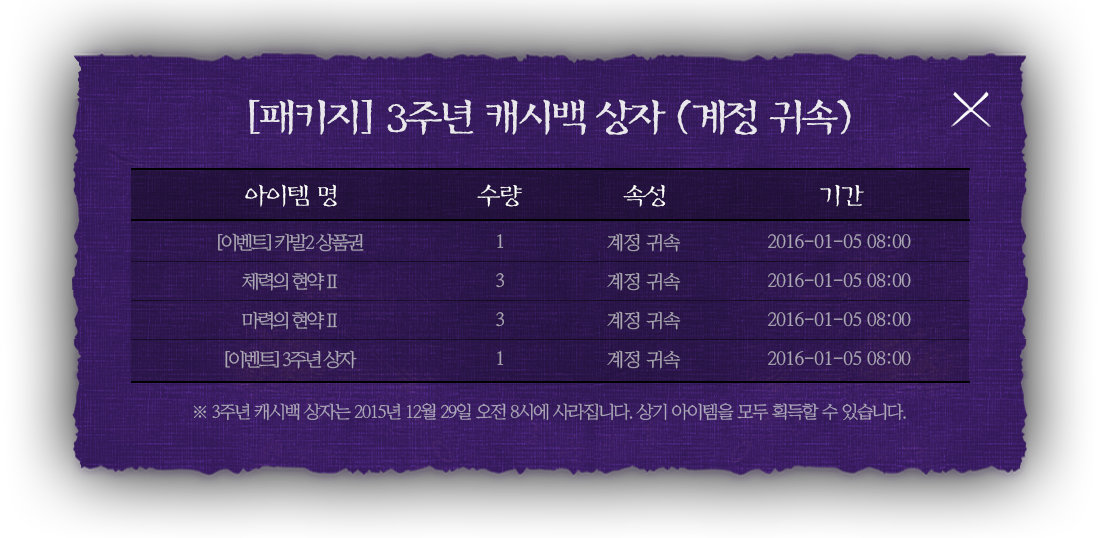 [패키지] 3주년 캐시백 상자 (계정 귀속)
아이템 명 수량 속성 기간
[이벤트] 카발2 상품권 1 계정 귀속 2016-01-05 08:00
체력의 현약 II 3 계정 귀속 2016-01-05 08:00
마력의 현약 II 3 계정 귀속 2016-01-05 08:00
[이벤트] 3주년 상자 1 계정 귀속 2016-01-05 08:00
※ 3주년 캐시백 상자는 2015년 12월 29일 오전 8시에 사라집니다. 상기 아이템을 모두 획득할 수 있습니다.